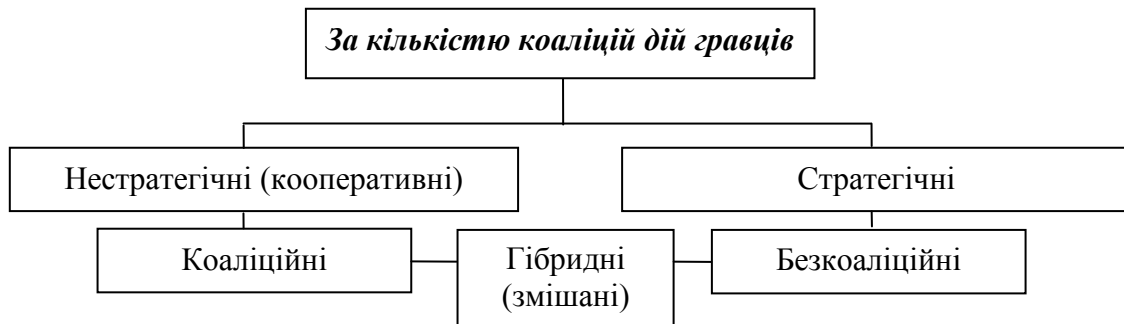 За кількістю коаліцій дій гравців
Нестратегічні (кооперативні)
Стратегічні
Коаліційні
Гібридні
(змішані)
Безкоаліційні